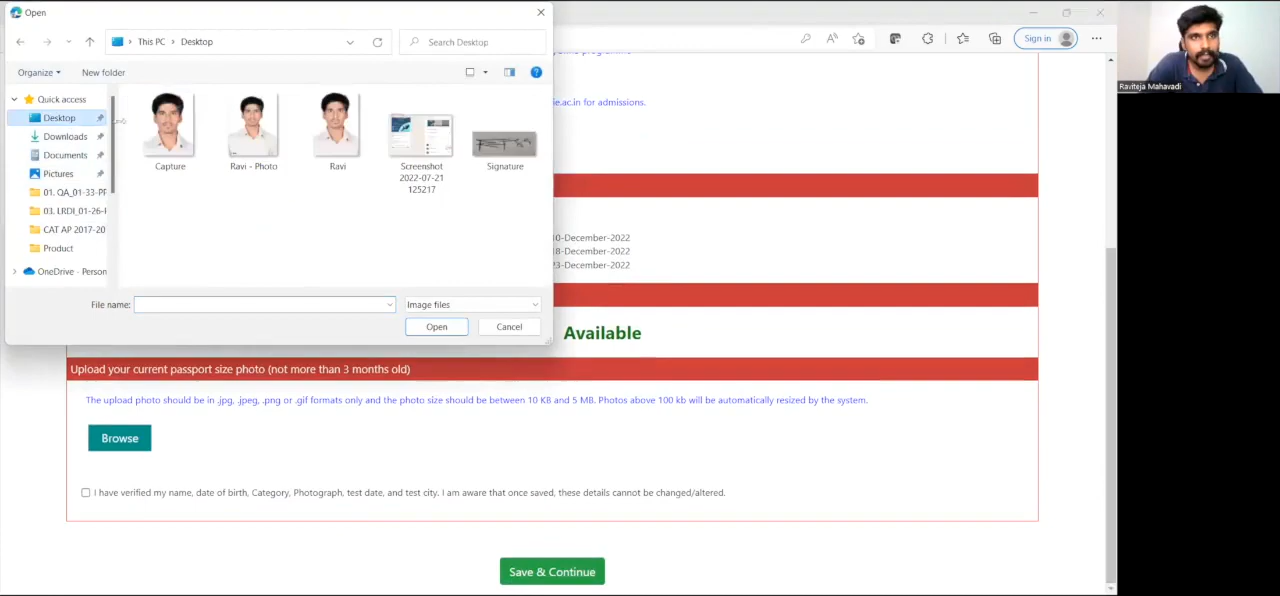 Open
This PC > Desktop
Search Desktop
Sign in
Organize
New folder
Quick access
Desktop
Downloads
Documents
Pictures
01. QA_01-33-PF
03. LRDI_01-26-
CAT AP 2017-20
Product
OneDrive - Person
Capture
Ravi - Photo
Ravi
Screenshot
2022-07-21
125217
Signature
File name:
Image files
Open
Cancel
programme
ie.ac.in for admissions.
0-December-2022
8-December-2022
23-December-2022
Available
Upload your current passport size photo (not more than 3 months old)
The upload photo should be in .jpg, .jpeg, .png or .gif formats only and the photo size should be between 10 KB and 5 MB. Photos above 100 kb will be automatically resized by the system.
Browse
I have verified my name, date of birth, Category, Photograph, test date, and test city. I am aware that once saved, these details cannot be changed/altered.
Save & Continue
Raviteja Mahavadi